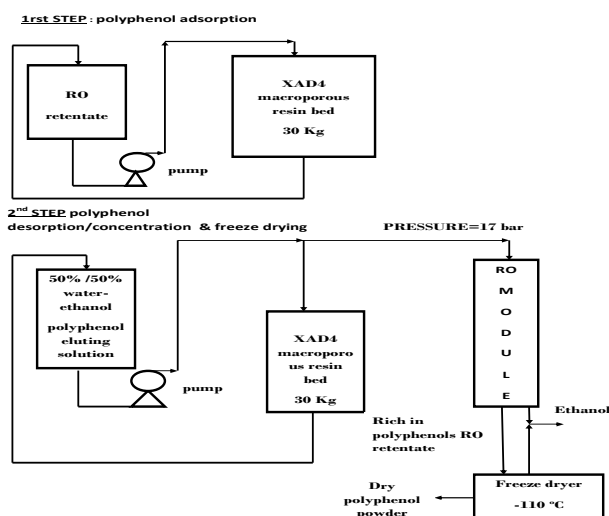 1rst STEP : polyphenol adsorption
RO
retentate
XAD4
macroporous
resin bed
30 Kg
pump
2nd STEP polyphenol
desorption/concentration & freeze drying
PRESSURE=17 bar
50% /50%
water-
ethanol
polyphenol
eluting
solution
pump
XAD4
macroporo
us resin
bed
30 Kg
RO
M
O
D
U
L
E
Ethanol
Rich in
polyphenols RO
retentate
Freeze dryer
-110 ºC
Dry
polyphenol
powder